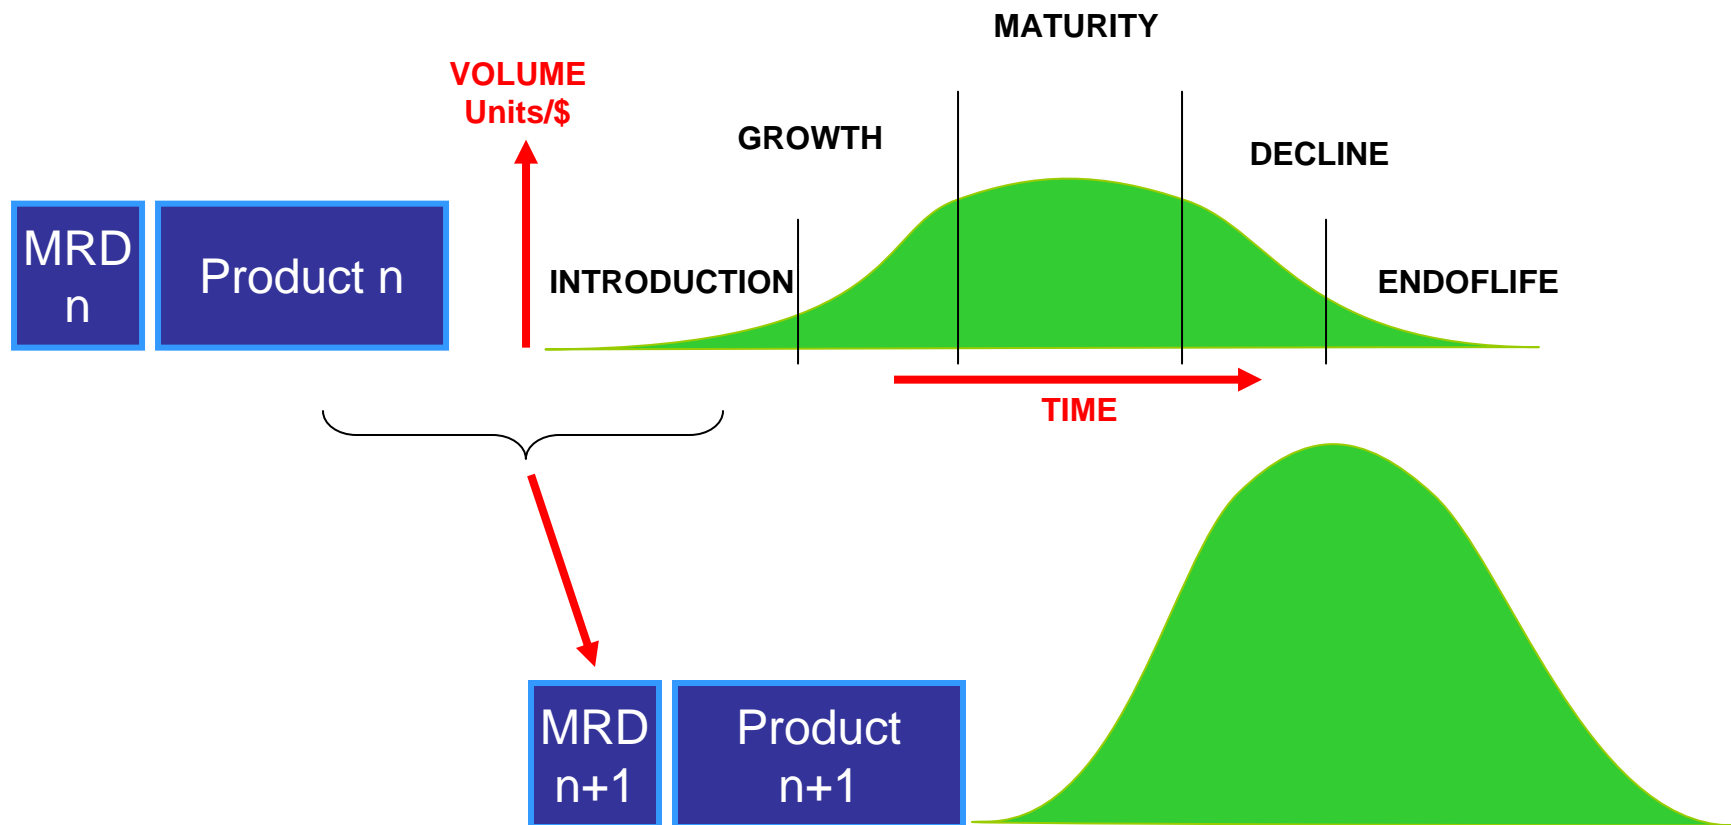 MATURITY
VOLUME
Units/$
GROWTH
DECLINE
MRD
n
Product n
INTRODUCTION
ENDOFLIFE
TIME
MRD
n+1
Product
n+1